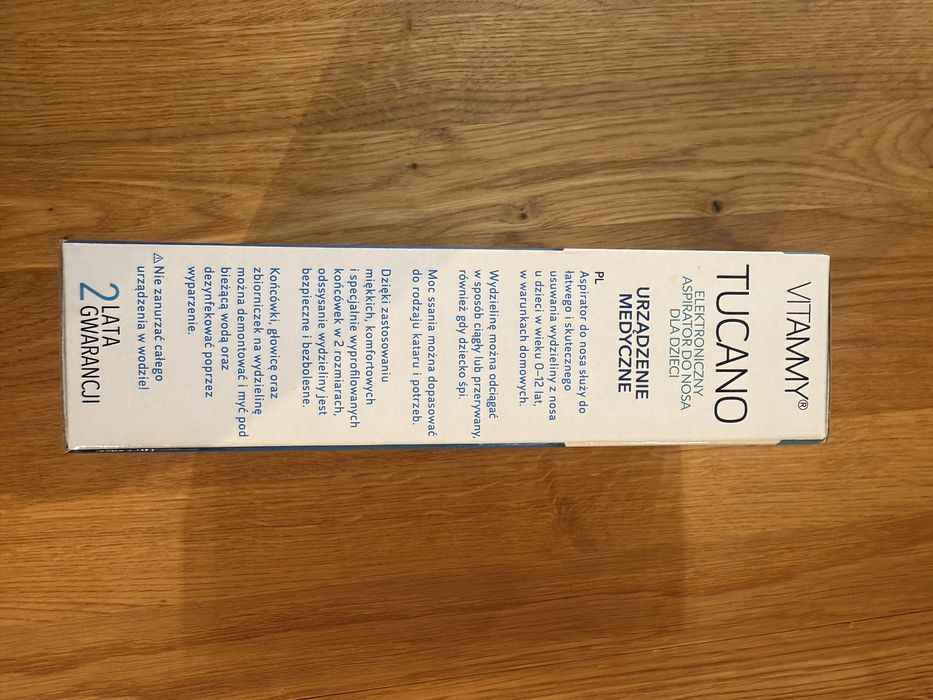 VITAMMY®
TUCANO
ELEKTRONICZNY
ASPIRATOR DO NOSA
DLA DZIECI
URZĄDZENIE
MEDYCZNE
PL
Aspirator do nosa służy do
łatwego i skutecznego
usuwania wydzieliny z nosa
u dzieci w wieku 0–12 lat,
w warunkach domowych.
Wydzielinę można odciągać
w sposób ciągły lub przerywany,
również gdy dziecko śpi.
Moc ssania można dopasować
do rodzaju kataru i potrzeb.
Dzięki zastosowaniu
miękkich, komfortowych
i specjalnie wyprofilowanych
końcówek w 2 rozmiarach,
odssysanie wydzieliny jest
bezpieczne i bezbolesne.
Końcówki, głowicę oraz
zbiorniczek na wydzielinę
można demontować i myć pod
bieżącą wodą oraz
dezynfekować poprzez
wyparzenie.
⚠Nie zanurzać całego
urządzenia w wodzie!
2 LATA
GWARANCJI